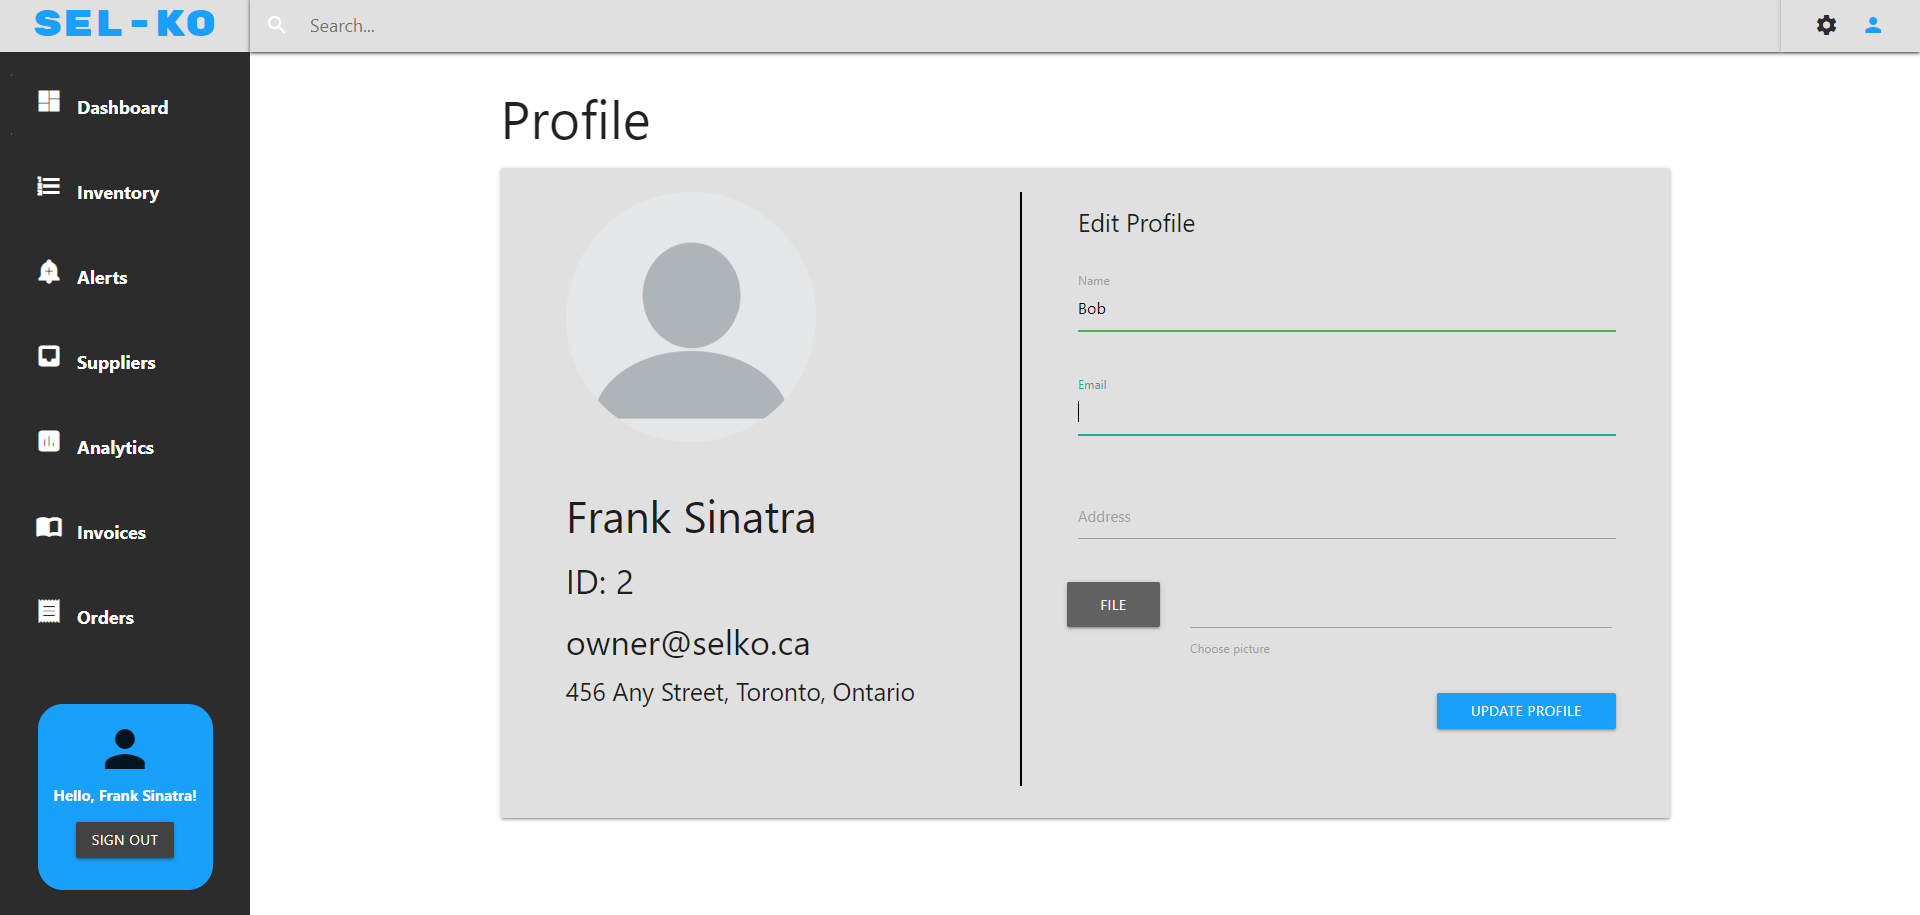 SEL-KO
Search...
Dashboard
Inventory
Alerts
Suppliers
Analytics
Invoices
Orders
Hello, Frank Sinatra!
SIGN OUT
Profile
Frank Sinatra
ID: 2
owner@selko.ca
456 Any Street, Toronto, Ontario
Edit Profile
Name
Bob
Email
Address
FILE
Choose picture
UPDATE PROFILE